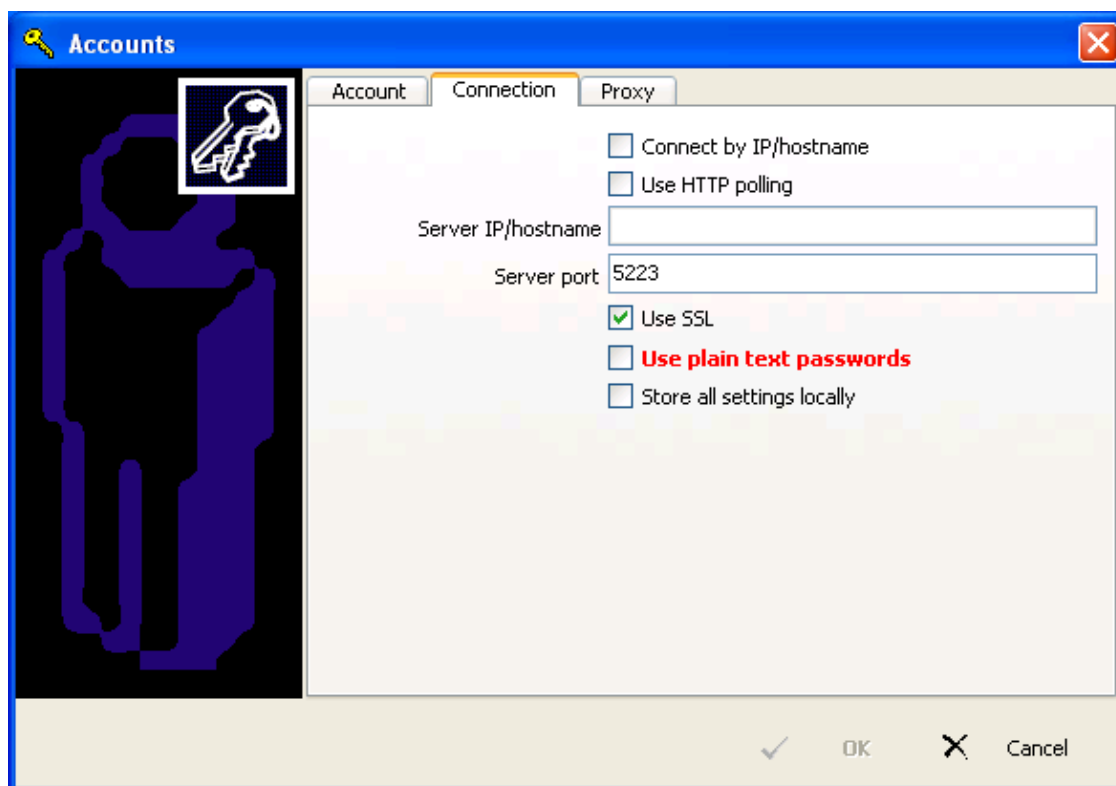 Accounts
Account Connection Proxy
Connect by IP/hostname
Use HTTP polling
Server IP/hostname
Server port 5223
Use SSL
Use plain text passwords
Store all settings locally
OK Cancel